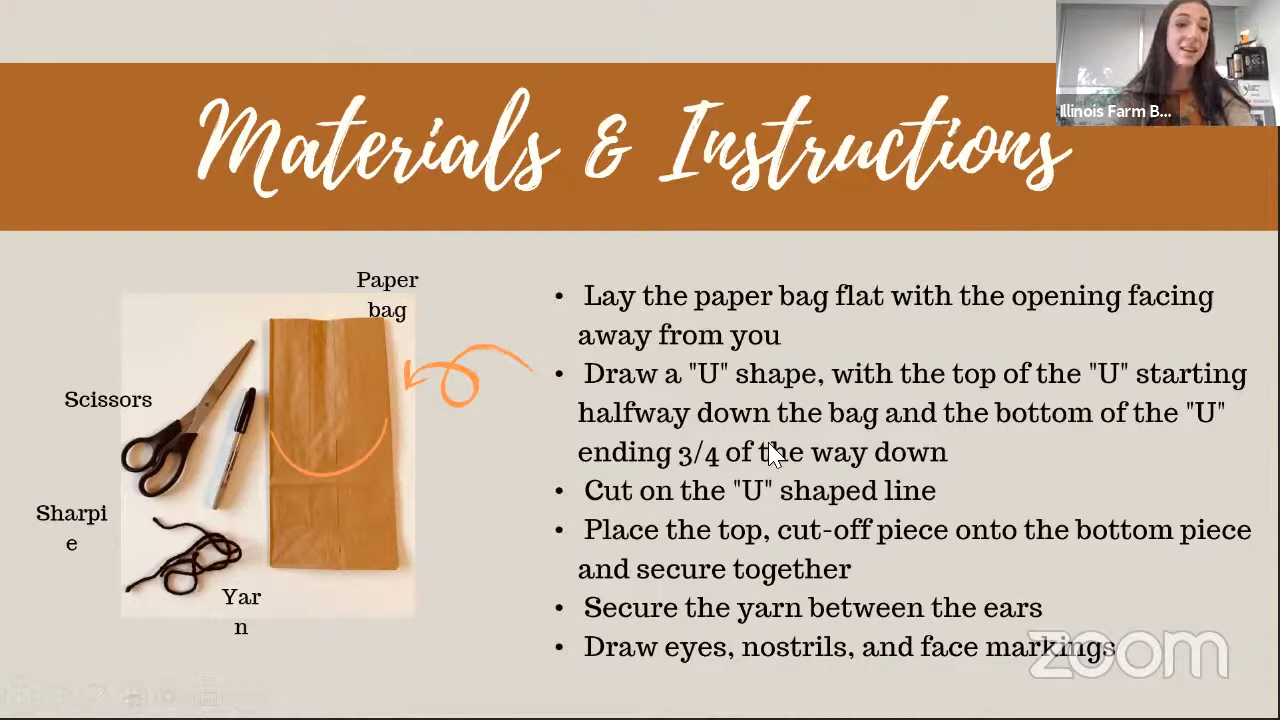 Illinois Farm B...
Materials & Instructions
Paper
bag
Scissors
Sharpi
e
Yar
n
• Lay the paper bag flat with the opening facing
away from you
• Draw a "U" shape, with the top of the "U" starting
halfway down the bag and the bottom of the "U"
ending 3/4 of the way down
• Cut on the "U" shaped line
• Place the top, cut-off piece onto the bottom piece
and secure together
• Secure the yarn between the ears
• Draw eyes, nostrils, and face markings
zoom